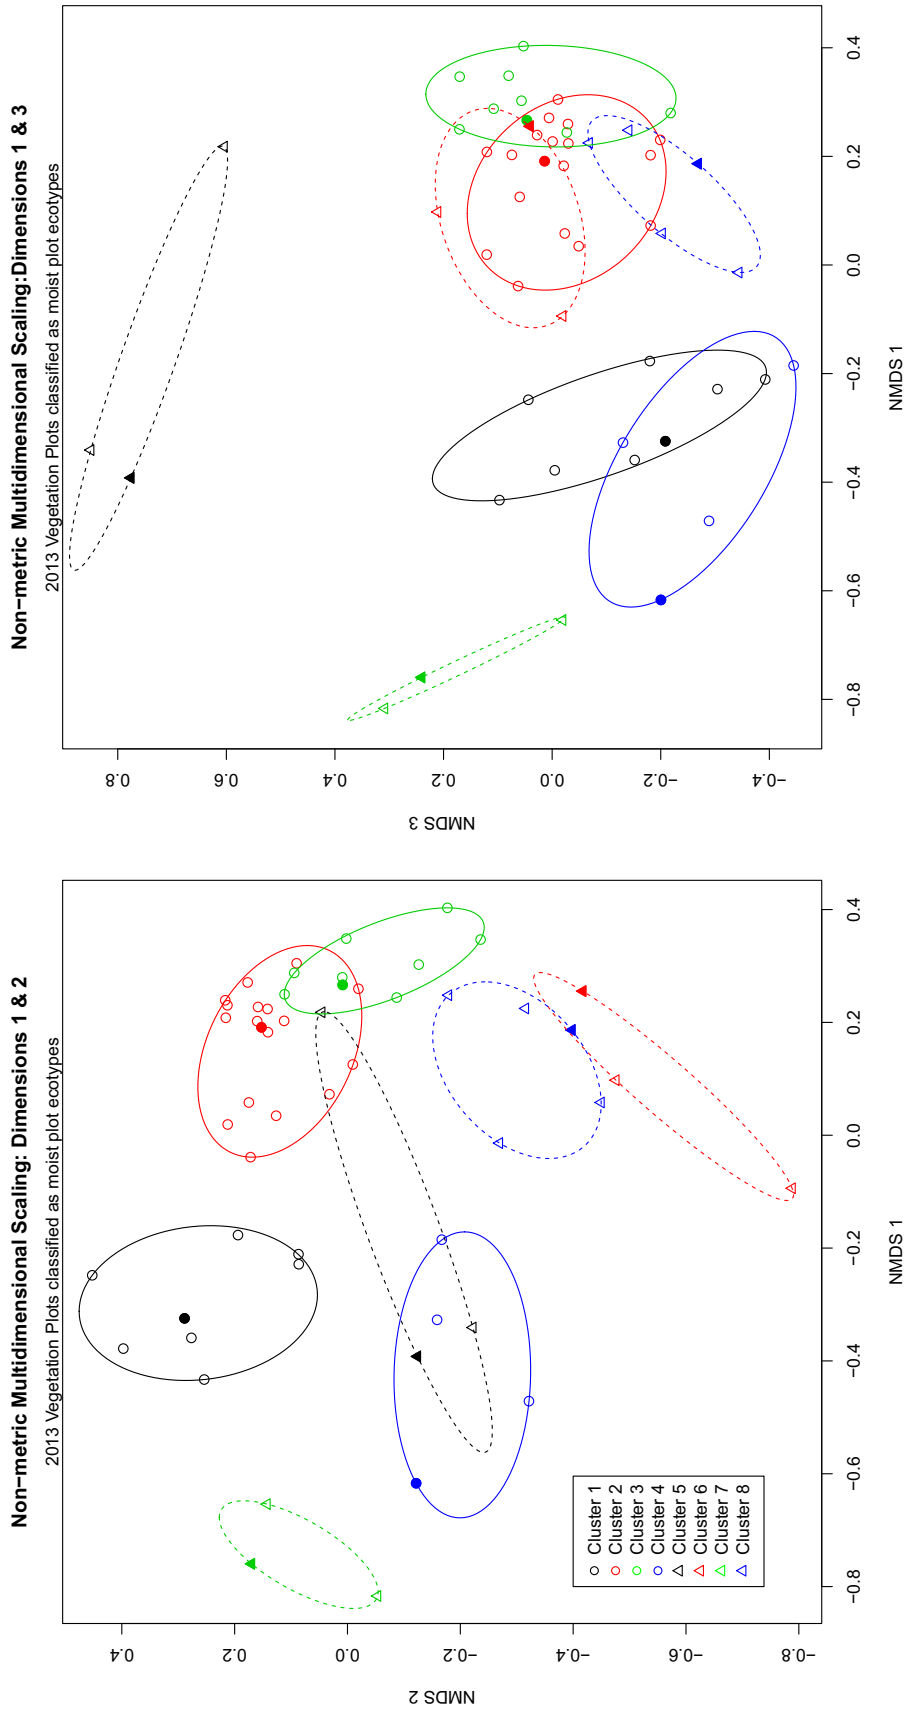 Non−metric Multidimensional Scaling: Dimensions 1 & 2
2013 Vegetation Plots classified as moist plot ecotypes
NMDS 2
0.4
0.2
0.0
−0.2
−0.4
−0.6
−0.8
Cluster 1
Cluster 2
Cluster 3
Cluster 4
Cluster 5
Cluster 6
Cluster 7
Cluster 8
−0.8
−0.6
−0.4
−0.2
0.0
0.2
0.4
NMDS 1
Non−metric Multidimensional Scaling:Dimensions 1 & 3
2013 Vegetation Plots classified as moist plot ecotypes
NMDS 3
0.8
0.6
0.4
0.2
0.0
−0.2
−0.4
−0.8
−0.6
−0.4
−0.2
0.0
0.2
0.4
NMDS 1